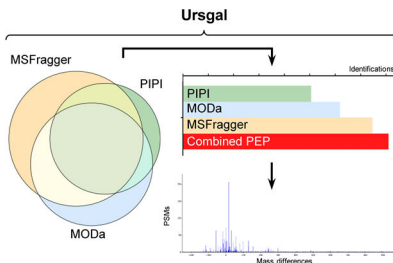 Ursgal
MSFragger
PIPI
MODa
Identifications
PIPI
MODa
MSFragger
Combined PEP
PSMs
Mass differences